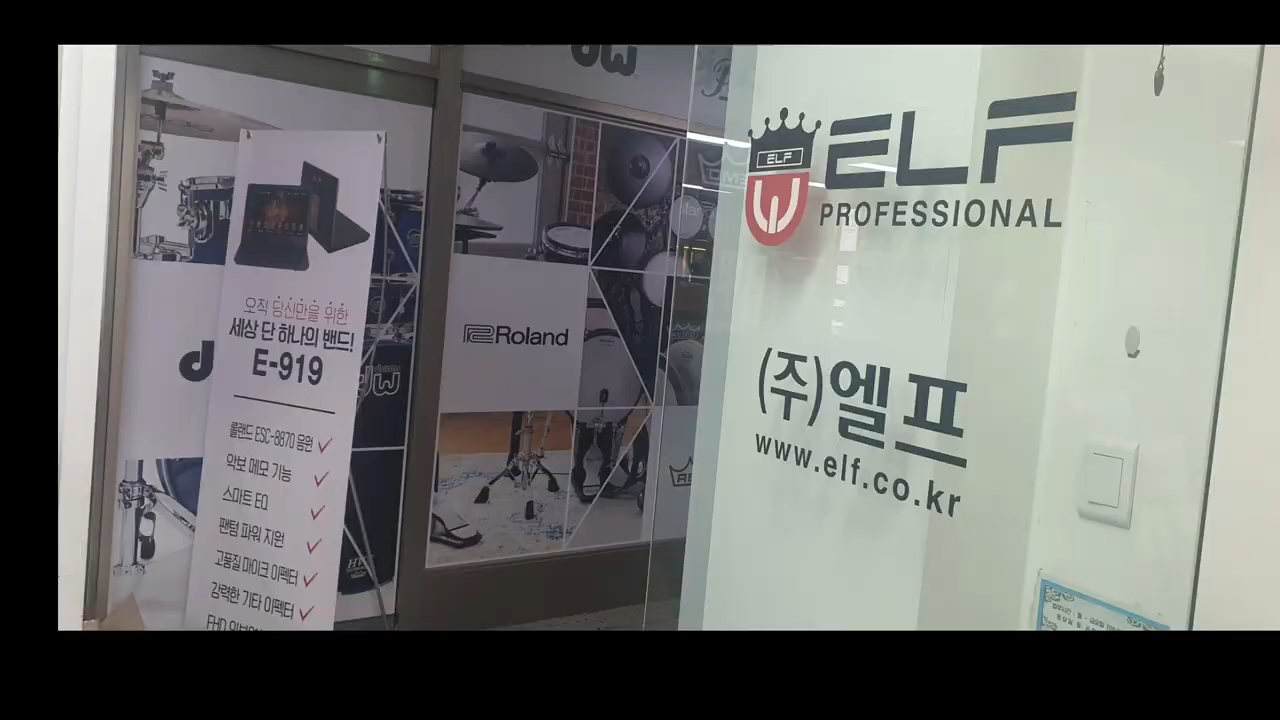 dw
오직 당신만을 위한
세상 단 하나의 밴드!
E-919
롤랜드 ESC-8870 음원
악보 메모 기능
스마트 EQ
팬텀 파워 지원
고품질 마이크 이펙터
강력한 기타 이펙터
dw
Roland
ELF
ELF
PROFESSIONAL
(주)엘프
www.elf.co.kr